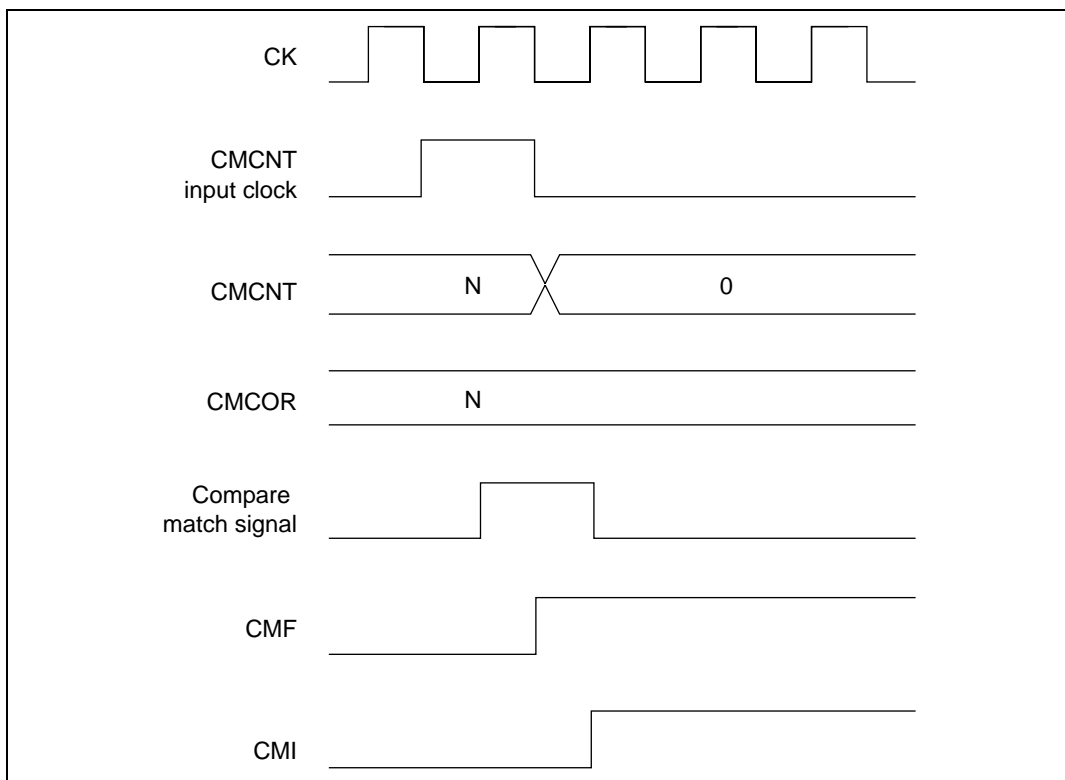 CK
CMCNT
input clock
CMCNT
N
0
CMCOR
N
Compare
match signal
CMF
CMI